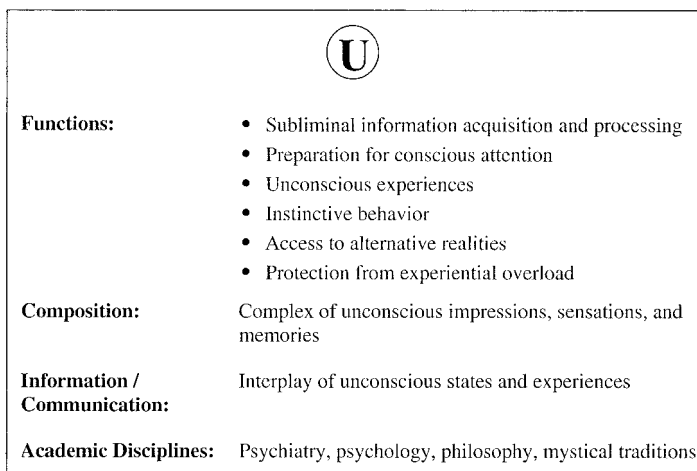 U
Functions: • Subliminal information acquisition and processing
• Preparation for conscious attention
• Unconscious experiences
• Instinctive behavior
• Access to alternative realities
• Protection from experiential overload
Composition: Complex of unconscious impressions, sensations, and
memories
Information / Interplay of unconscious states and experiences
Communication:
Academic Disciplines: Psychiatry, psychology, philosophy, mystical traditions